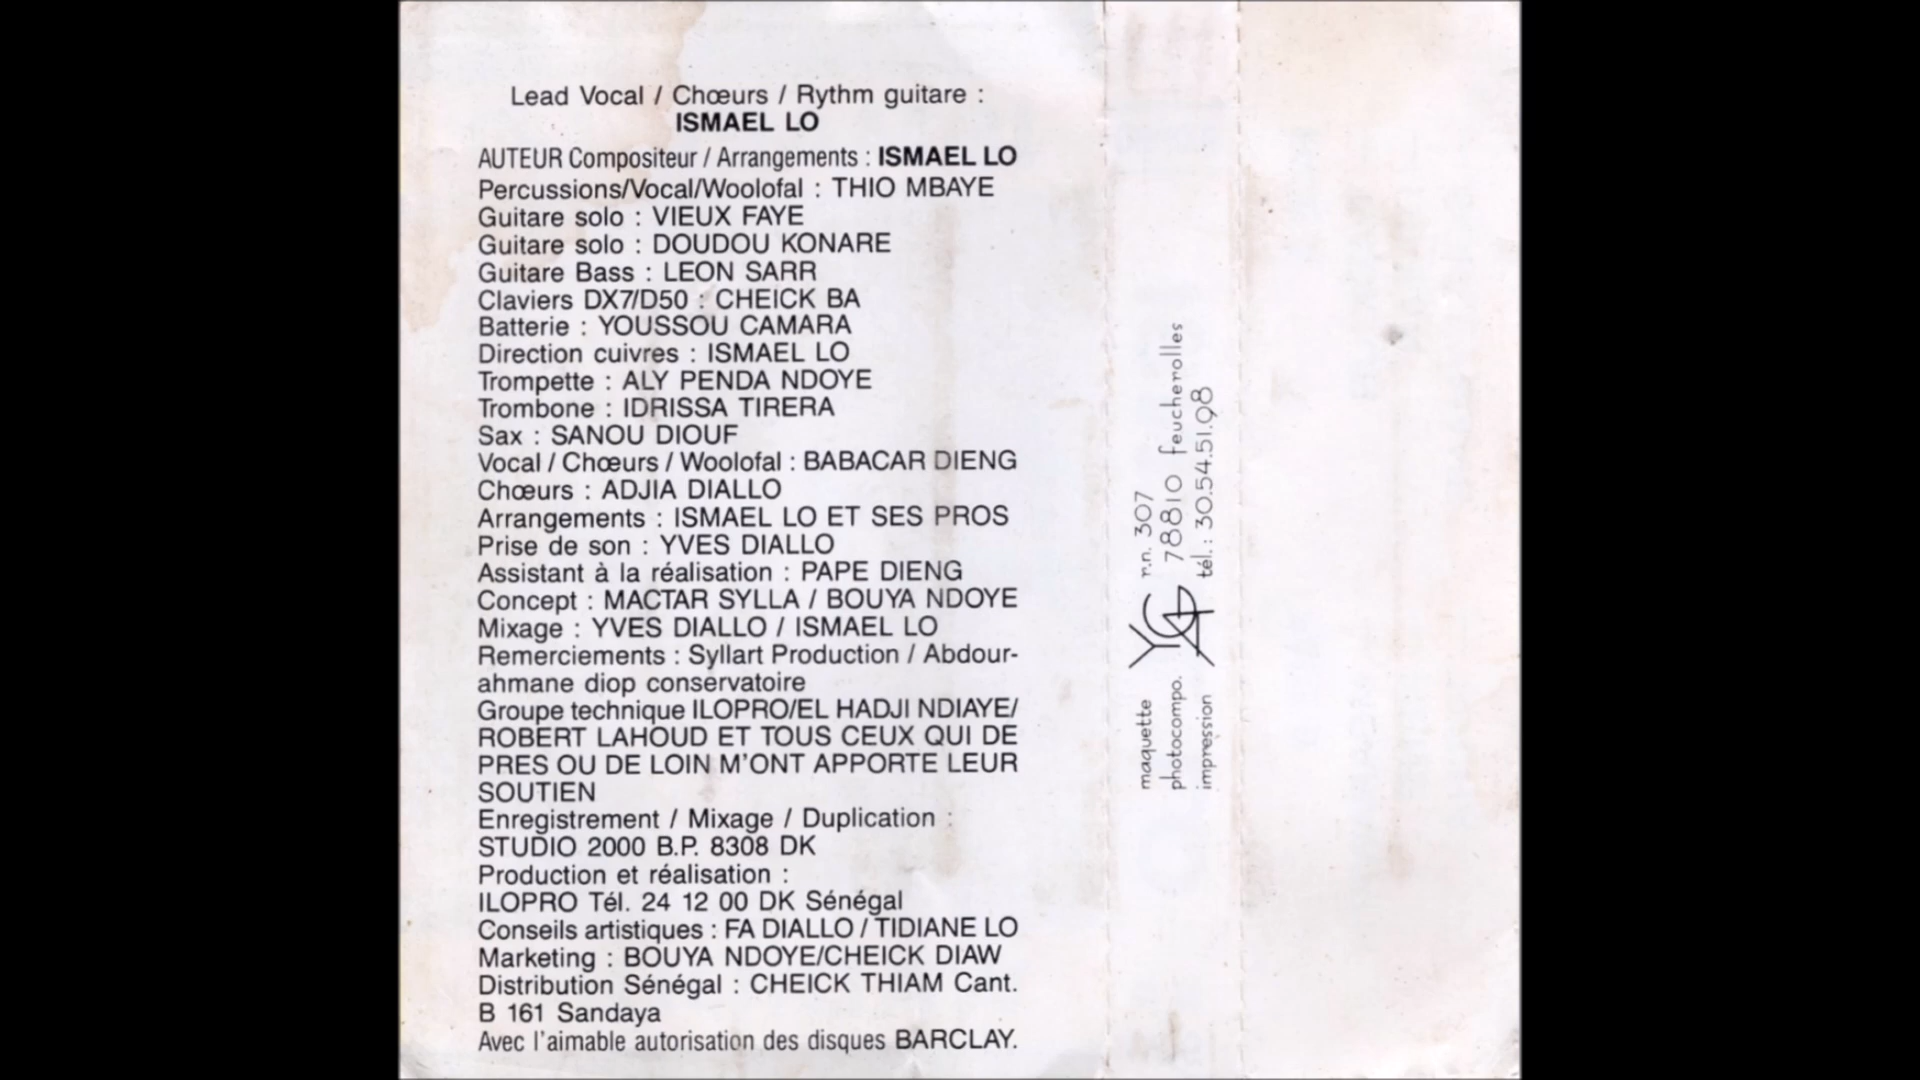 Lead Vocal / Chœurs / Rythm guitare :
ISMAEL LO
AUTEUR Compositeur / Arrangements : ISMAEL LO
Percussions/Vocal/Woolofal : THIO MBAYE
Guitare solo : VIEUX FAYE
Guitare solo : DOUDOU KONARE
Guitare Bass : LEON SARR
Claviers DX7/D50 : CHEICK BA
Batterie : YOUSSOU CAMARA
Direction cuivres : ISMAEL LO
Trompette : ALY PENDA NDOYE
Trombone : IDRISSA TIRERA
Sax : SANOU DIOUF
Vocal / Chœurs / Woolofal : BABACAR DIENG
Chœurs : ADJIA DIALLO
Arrangements : ISMAEL LO ET SES PROS
Prise de son : YVES DIALLO
Assistant à la réalisation : PAPE DIENG
Concept : MACTAR SYLLA / BOUYA NDOYE
Mixage : YVES DIALLO / ISMAEL LO
Remerciements : Syllart Production / Abdour-
ahmane diop conservatoire
Groupe technique ILOPRO/EL HADJI NDIAYE/
ROBERT LAHOUD ET TOUS CEUX QUI DE
PRES OU DE LOIN M'ONT APPORTE LEUR
SOUTIEN
Enregistrement / Mixage / Duplication :
STUDIO 2000 B.P. 8308 DK
Production et réalisation :
ILOPRO Tél. 24 12 00 DK Sénégal
Conseils artistiques : FA DIALLO / TIDIANE LO
Marketing : BOUYA NDOYE/CHEICK DIAW
Distribution Sénégal : CHEICK THIAM Cant.
B 161 Sandaya
Avec l'aimable autorisation des disques BARCLAY.
maquette
photocompo.
impression
r.n. 307
78810 feucherolles
tél. : 30.54.51.98